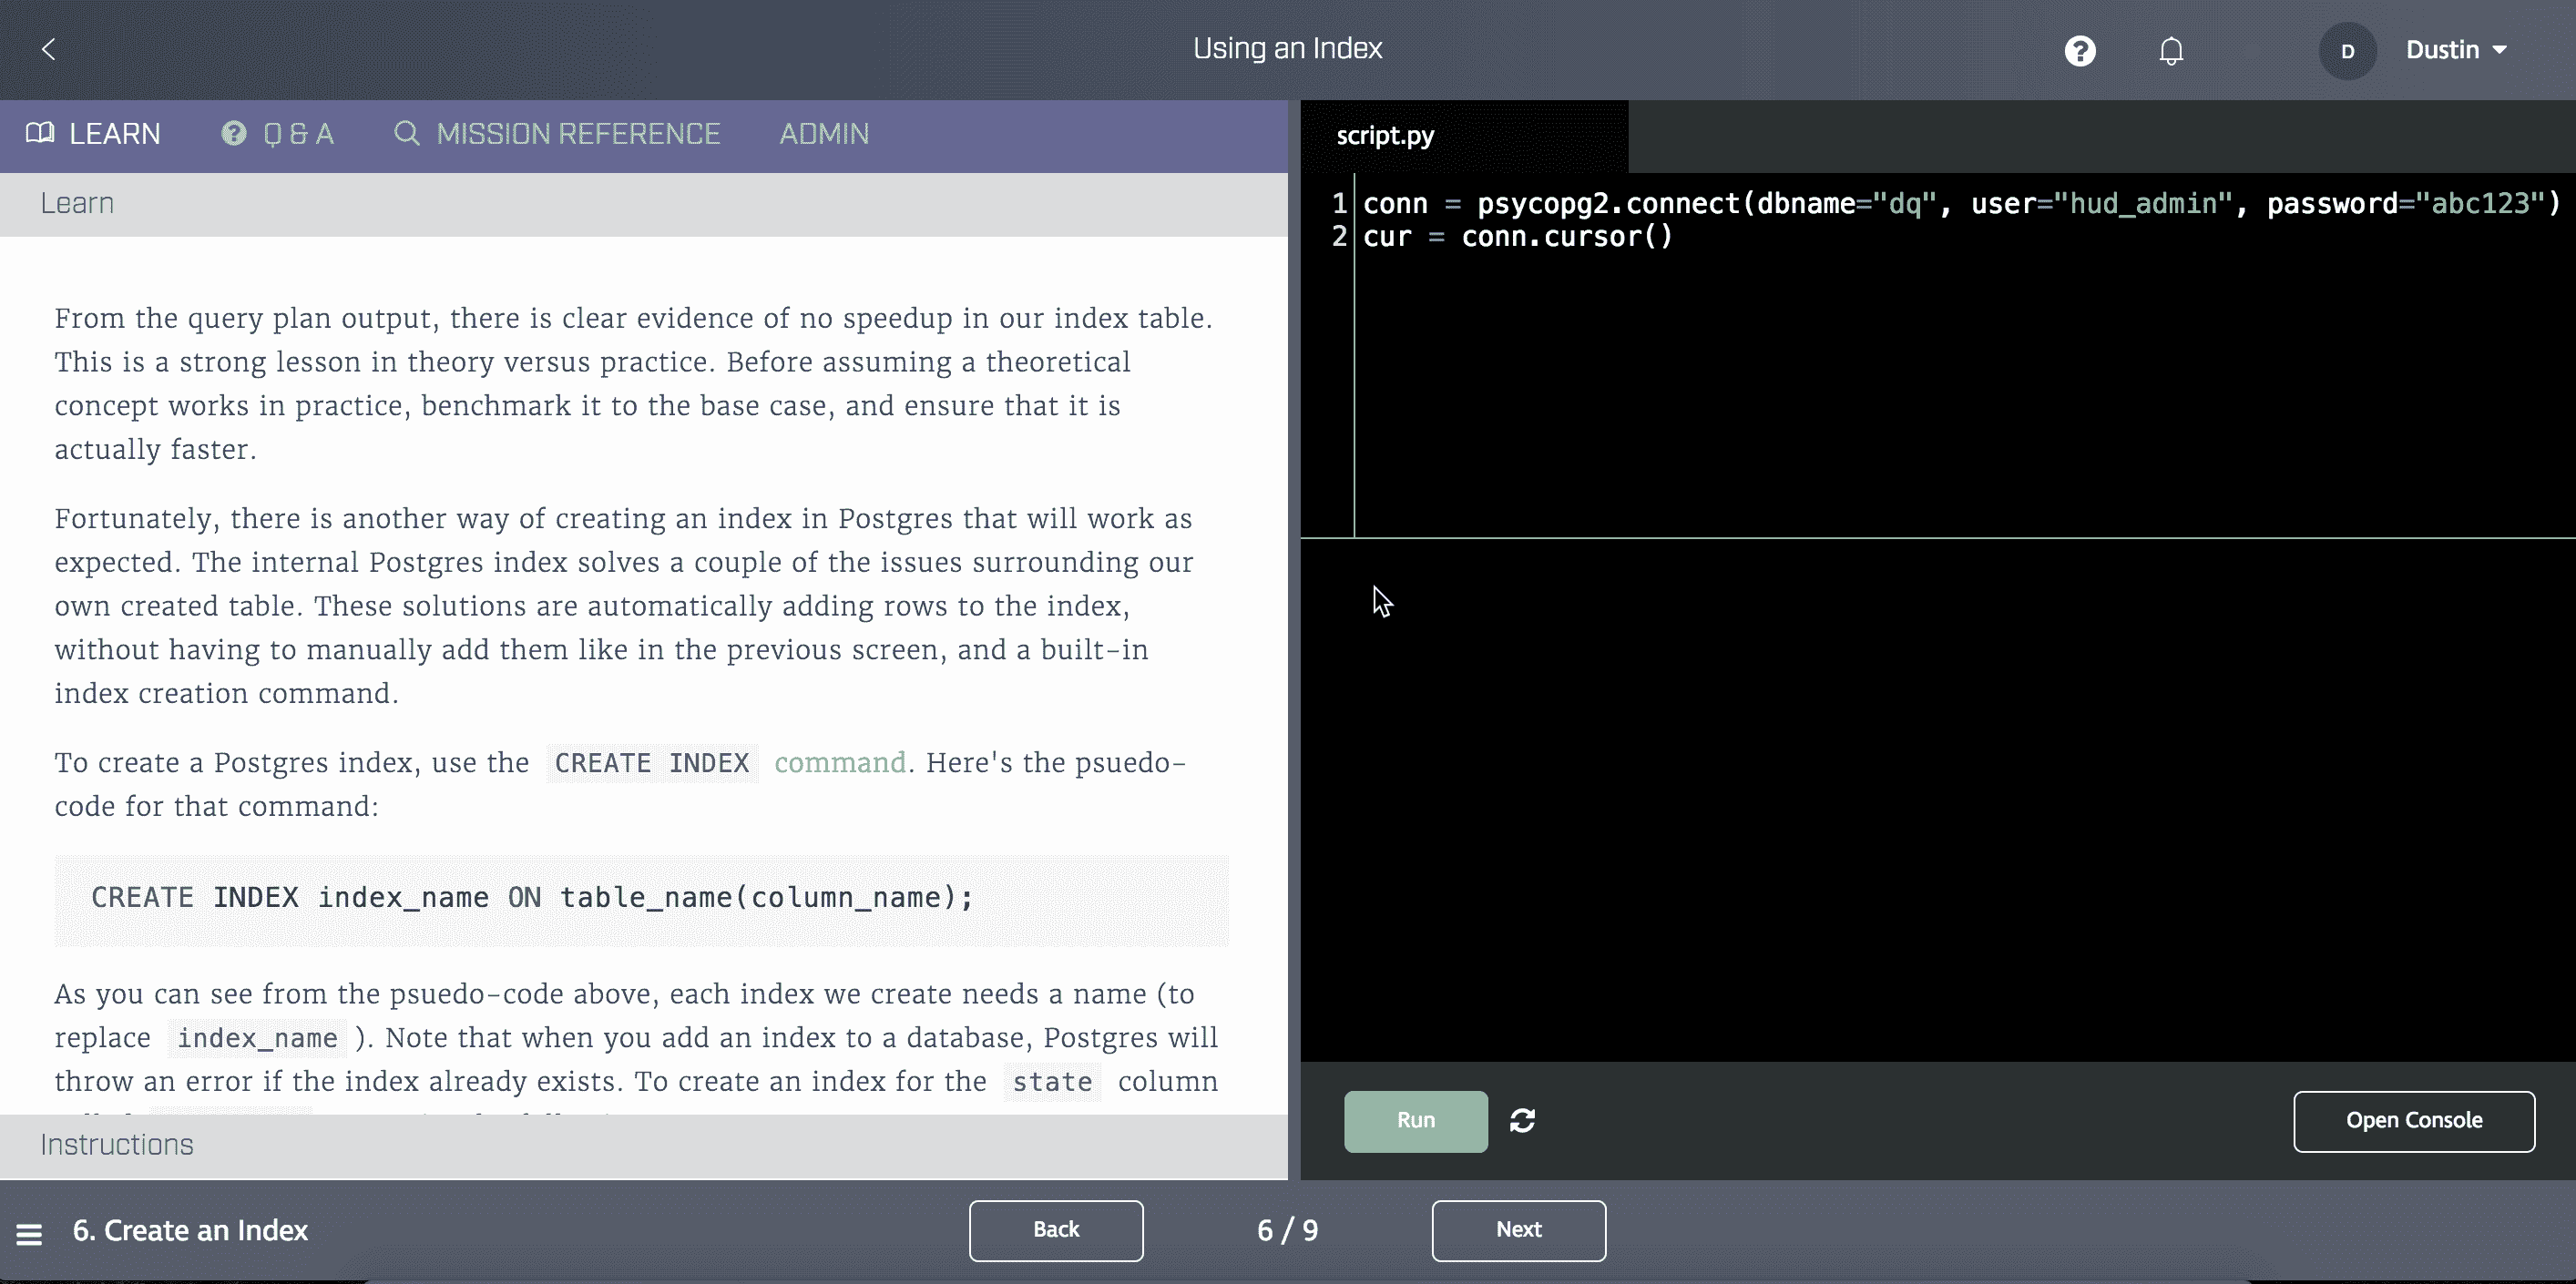 Using an Index
D Dustin
LEARN Q & A MISSION REFERENCE ADMIN
Learn
From the query plan output, there is clear evidence of no speedup in our index table.
This is a strong lesson in theory versus practice. Before assuming a theoretical
concept works in practice, benchmark it to the base case, and ensure that it is
actually faster.
Fortunately, there is another way of creating an index in Postgres that will work as
expected. The internal Postgres index solves a couple of the issues surrounding our
own created table. These solutions are automatically adding rows to the index,
without having to manually add them like in the previous screen, and a built-in
index creation command.
To create a Postgres index, use the CREATE INDEX command. Here's the psuedo-
code for that command:
CREATE INDEX index_name ON table_name(column_name);
As you can see from the psuedo-code above, each index we create needs a name (to
replace index_name ). Note that when you add an index to a database, Postgres will
throw an error if the index already exists. To create an index for the state column
Instructions
script.py
1 conn = psycopg2.connect(dbname="dq", user="hud_admin", password="abc123")
2 cur = conn.cursor()
Run
Open Console
6. Create an Index
Back
6 / 9
Next